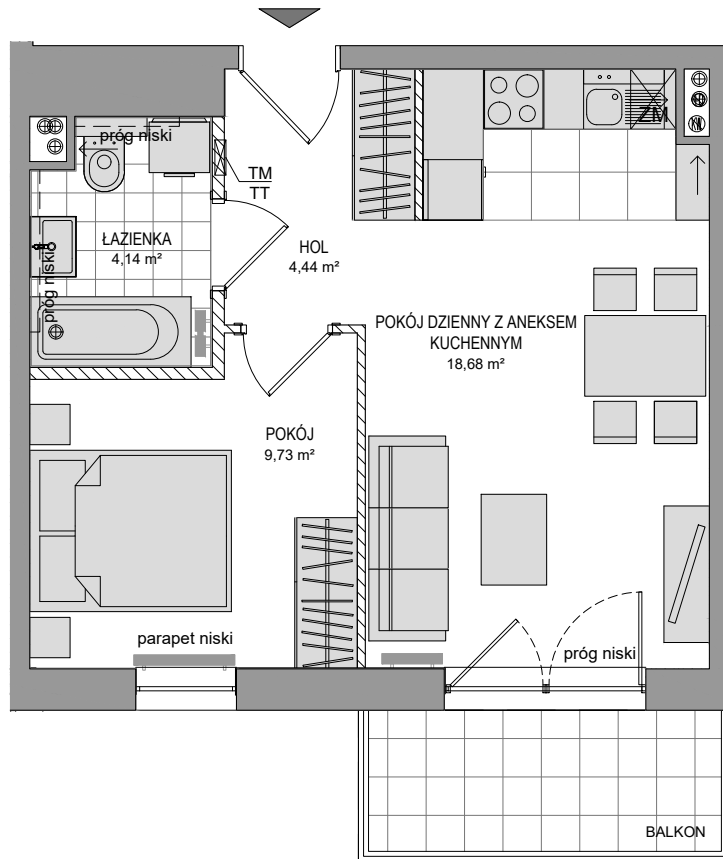 próg niski
ZM
TM
TT
ŁAZIENKA
4,14 m²
HOL
4,44 m²
próg niski
POKÓJ DZIENNY Z ANEKSEM
KUCHENNYM
18,68 m²
POKÓJ
9,73 m²
parapet niski
próg niski
BALKON